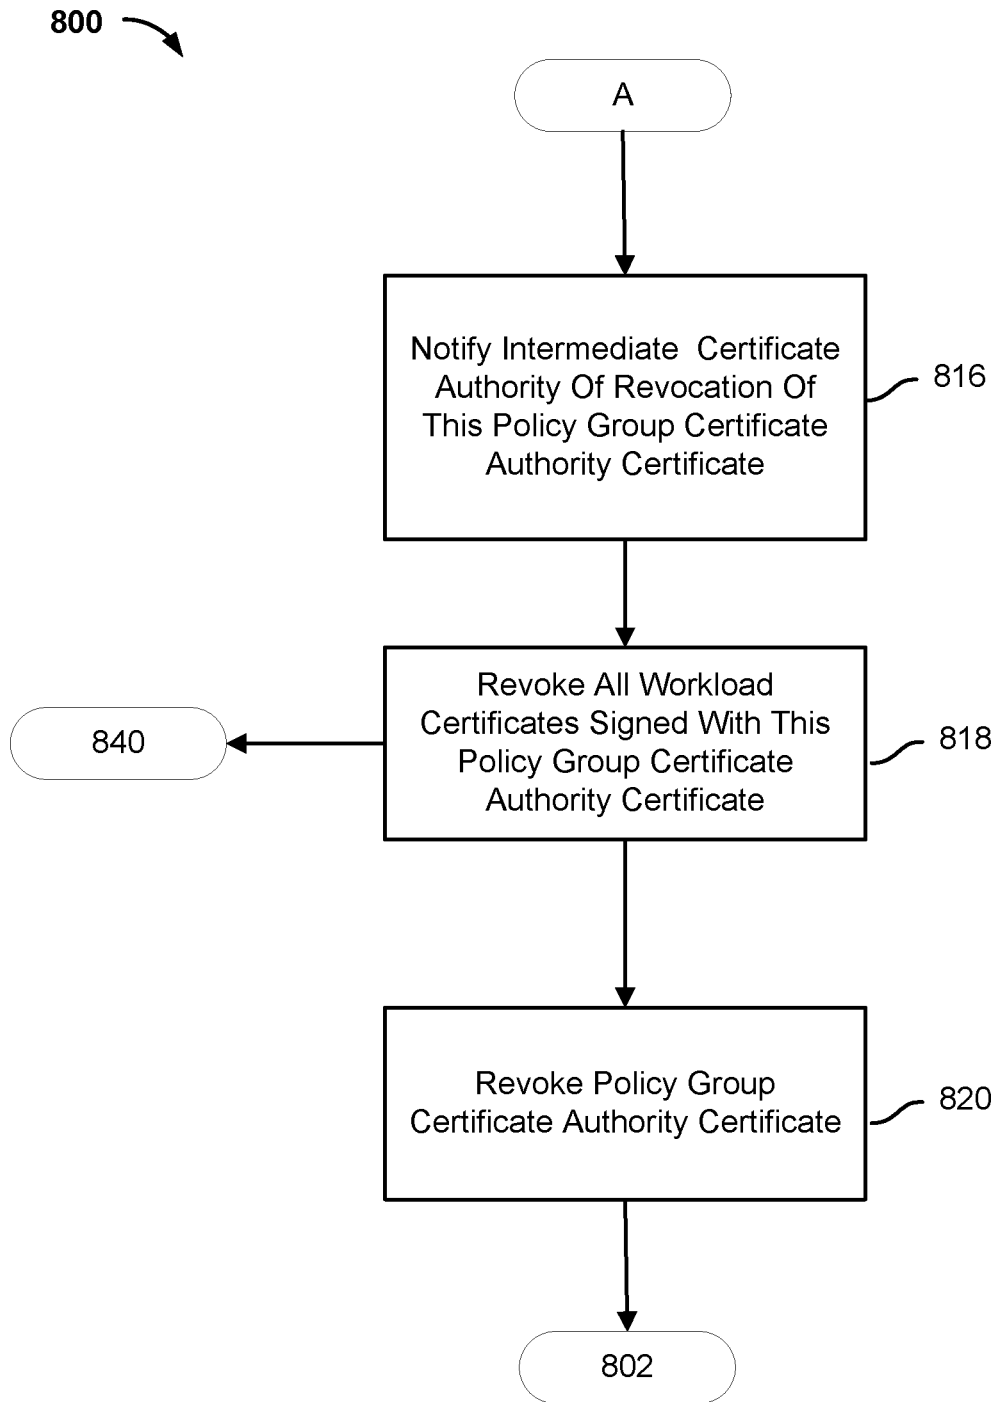 800
A
Notify Intermediate Certificate
Authority Of Revocation Of
This Policy Group Certificate
Authority Certificate
816
Revoke All Workload
Certificates Signed With This
Policy Group Certificate
Authority Certificate
818
840
Revoke Policy Group
Certificate Authority Certificate
820
802